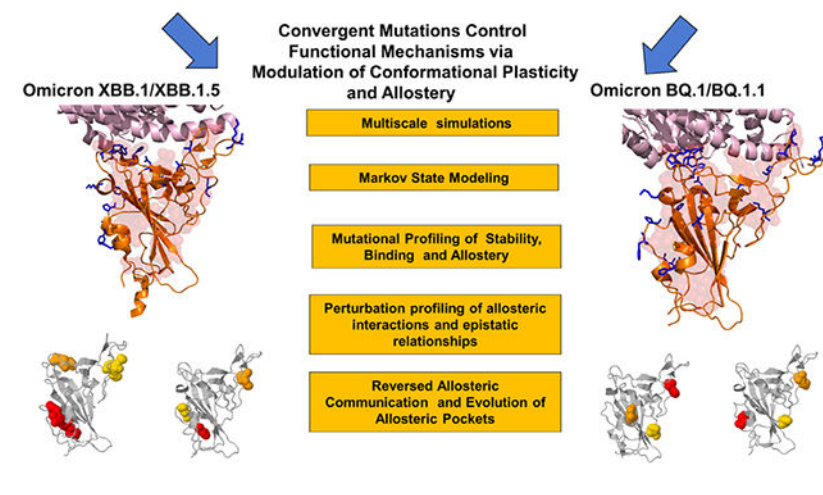 Convergent Mutations Control
Functional Mechanisms via
Modulation of Conformational Plasticity
and Allostery
Omicron XBB.1/XBB.1.5
Omicron BQ.1/BQ.1.1
Multiscale simulations
Markov State Modeling
Mutational Profiling of Stability,
Binding and Allostery
Perturbation profiling of allosteric
interactions and epistatic
relationships
Reversed Allosteric
Communication and Evolution of
Allosteric Pockets